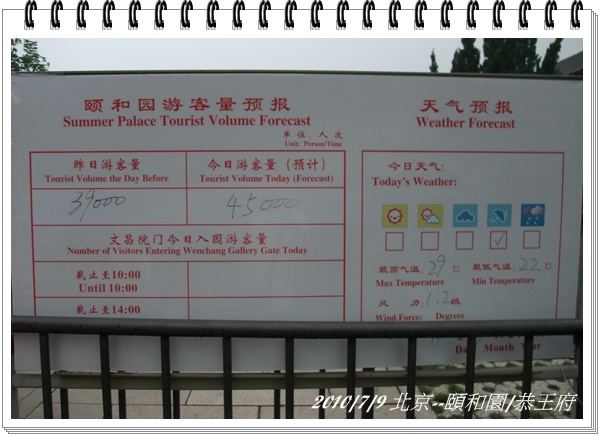 颐和园游客量预报
Summer Palace Tourist Volume Forecast
单位：人次
Unit: Person/Time
昨日游客量
Tourist Volume the Day Before
今日游客量（预计）
Tourist Volume Today (Forecast)
39000
45000
文昌院门今日入园游客量
Number of Visitors Entering Wenchang Gallery Gate Today
截止至10:00
Until 10:00
截止至14:00
天气预报
Weather Forecast
今日天气：
Today's Weather:
最高气温：29℃
Max Temperature
最低气温：22℃
Min Temperature
风 力：1.2级
Wind Force: Degrees
Day Month Year
2010/7/9 北京--頤和園/恭王府